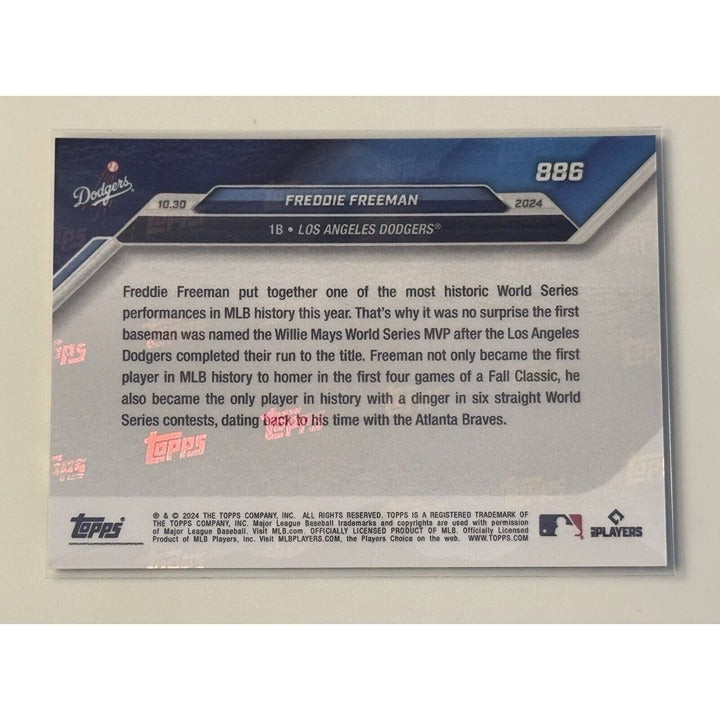 Dodgers
886
10.30
FREDDIE FREEMAN
2024
1B • LOS ANGELES DODGERS®
Freddie Freeman put together one of the most historic World Series
performances in MLB history this year. That's why it was no surprise the first
baseman was named the Willie Mays World Series MVP after the Los Angeles
Dodgers completed their run to the title. Freeman not only became the first
player in MLB history to homer in the first four games of a Fall Classic, he
also became the only player in history with a dinger in six straight World
Series contests, dating back to his time with the Atlanta Braves.
topps
topps
topps
® & © 2024 THE TOPPS COMPANY, INC. ALL RIGHTS RESERVED. TOPPS IS A REGISTERED TRADEMARK OF
THE TOPPS COMPANY, INC. Major League Baseball trademarks and copyrights are used with permission
of Major League Baseball. Visit MLB.com. OFFICIALLY LICENSED PRODUCT OF MLB. Officially Licensed
Product of MLB Players, Inc. Visit MLBPLAYERS.COM, the Players Choice on the web. WWW.TOPPS.COM
PLAYERS